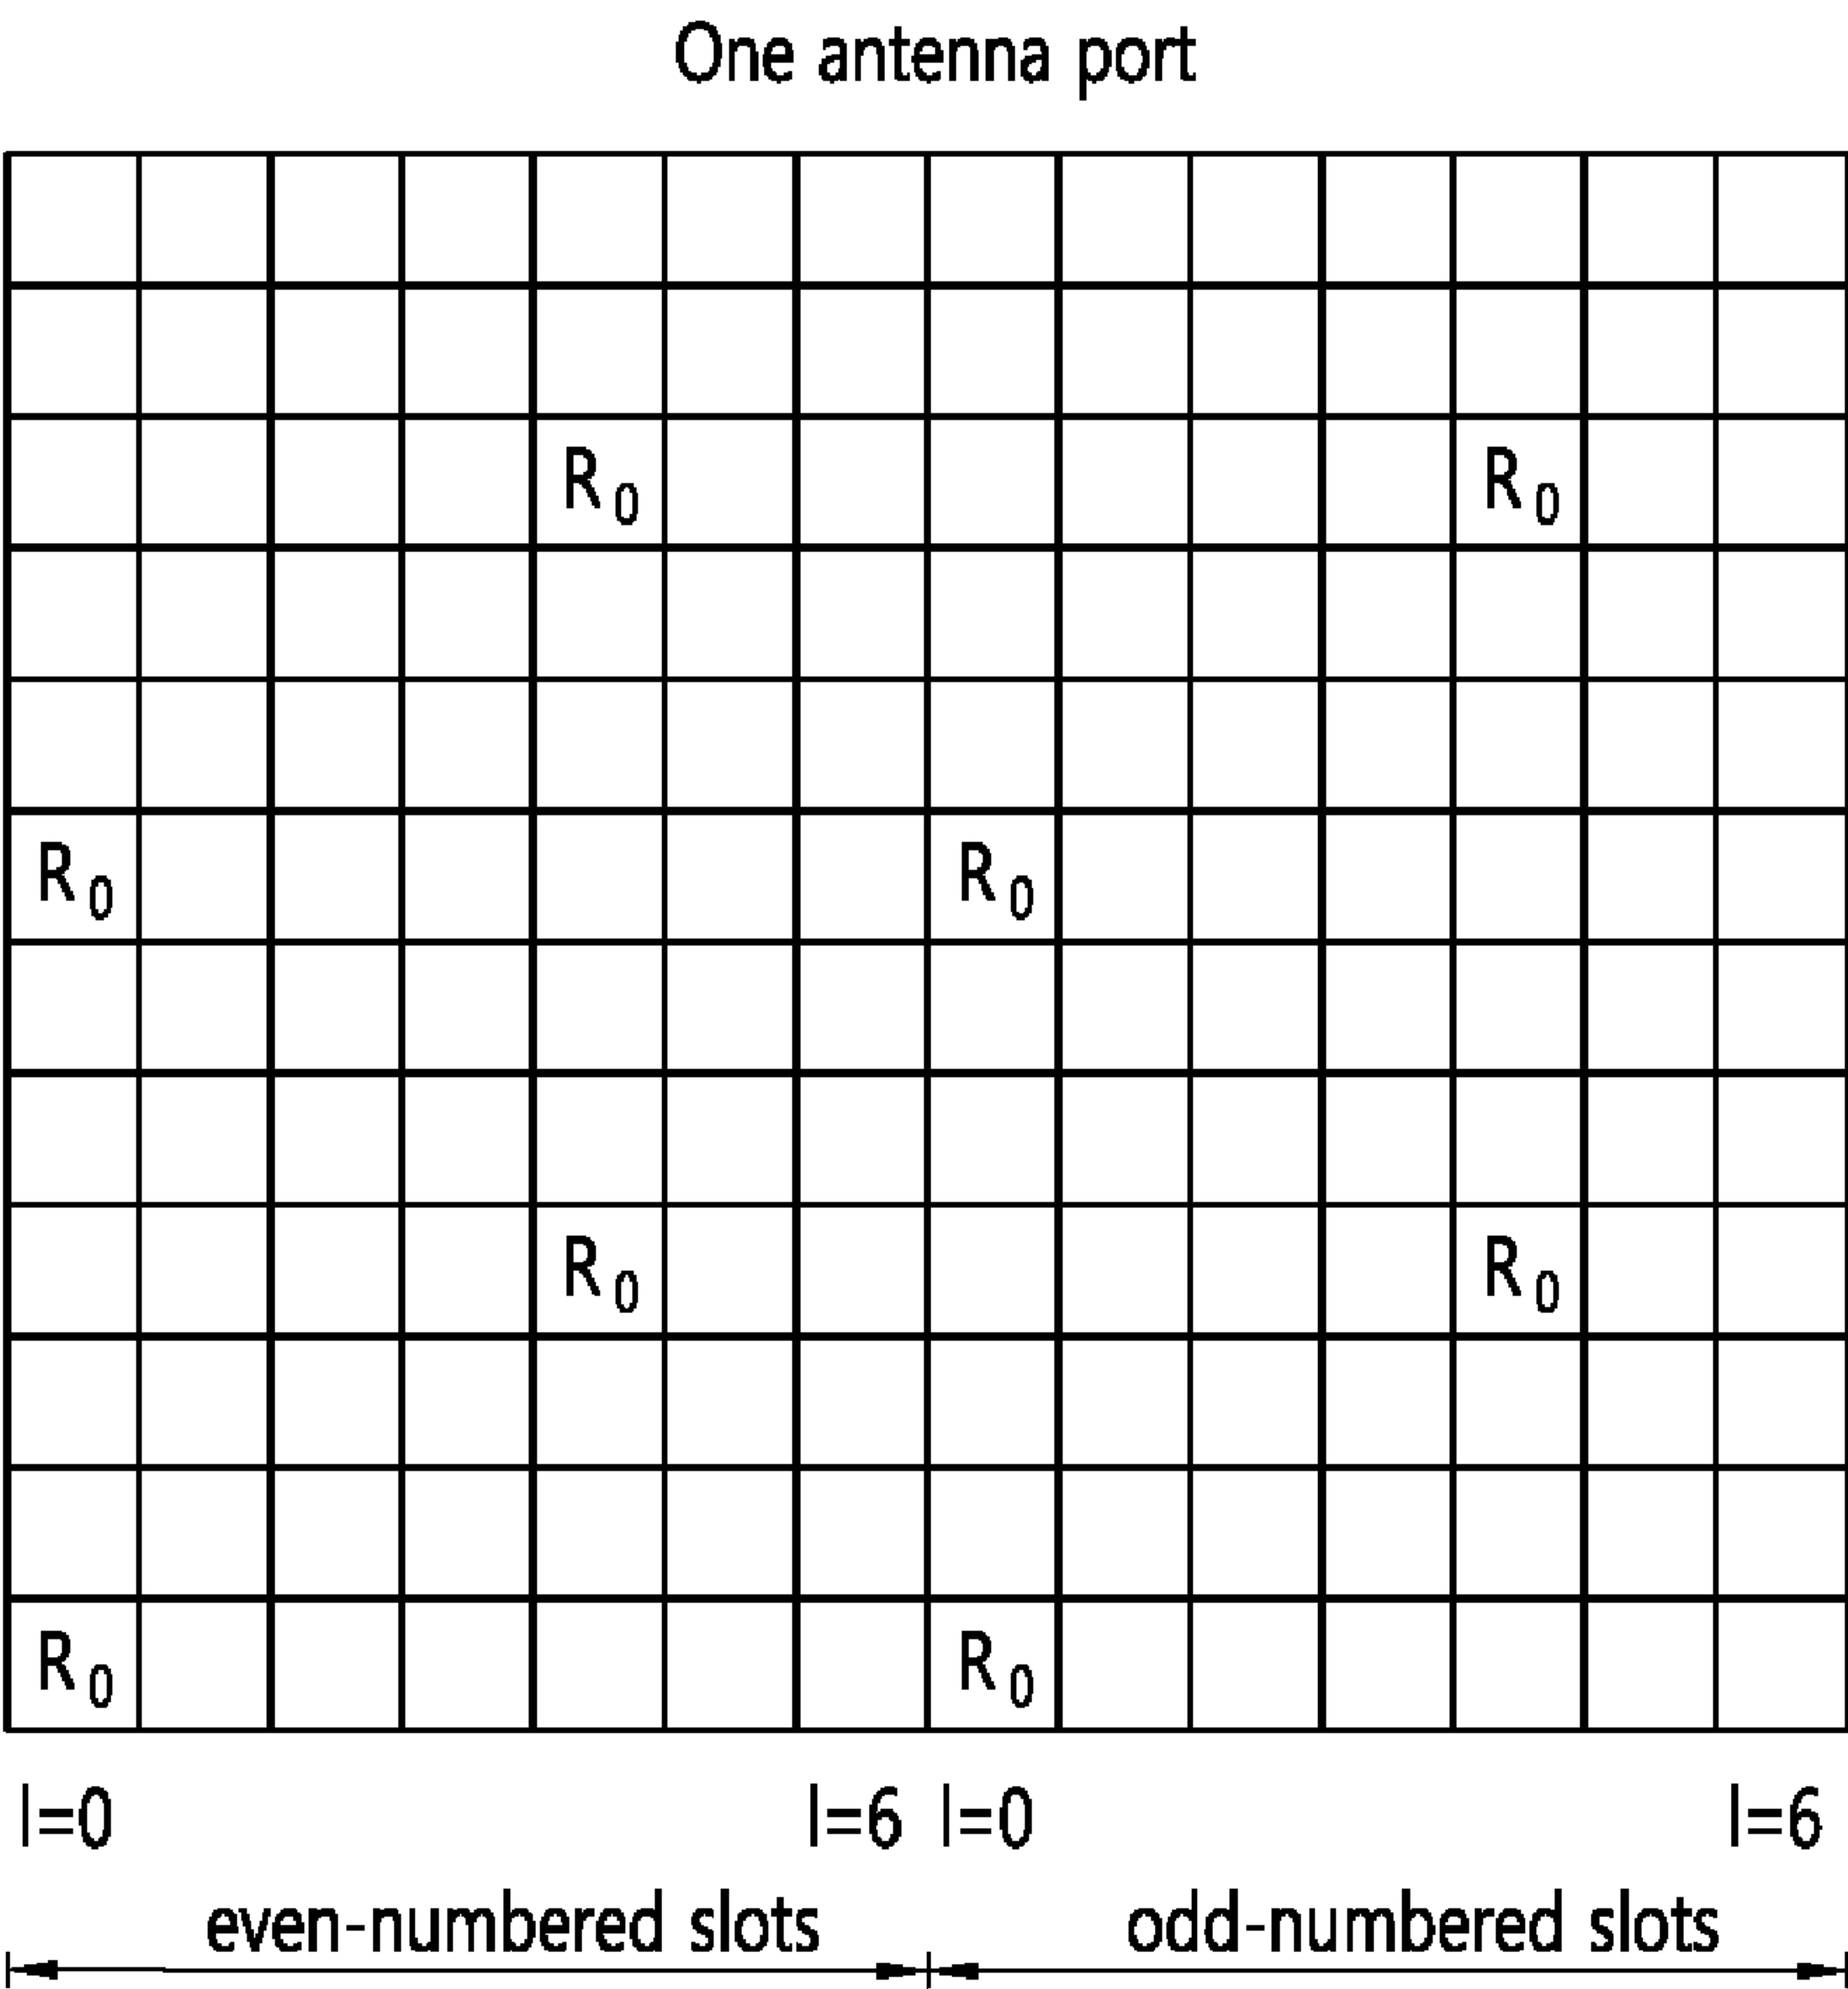 One antenna port
R0 R0
R0 R0
R0 R0
R0 R0
l=0 l=6 l=0 l=6
even-numbered slots odd-numbered slots